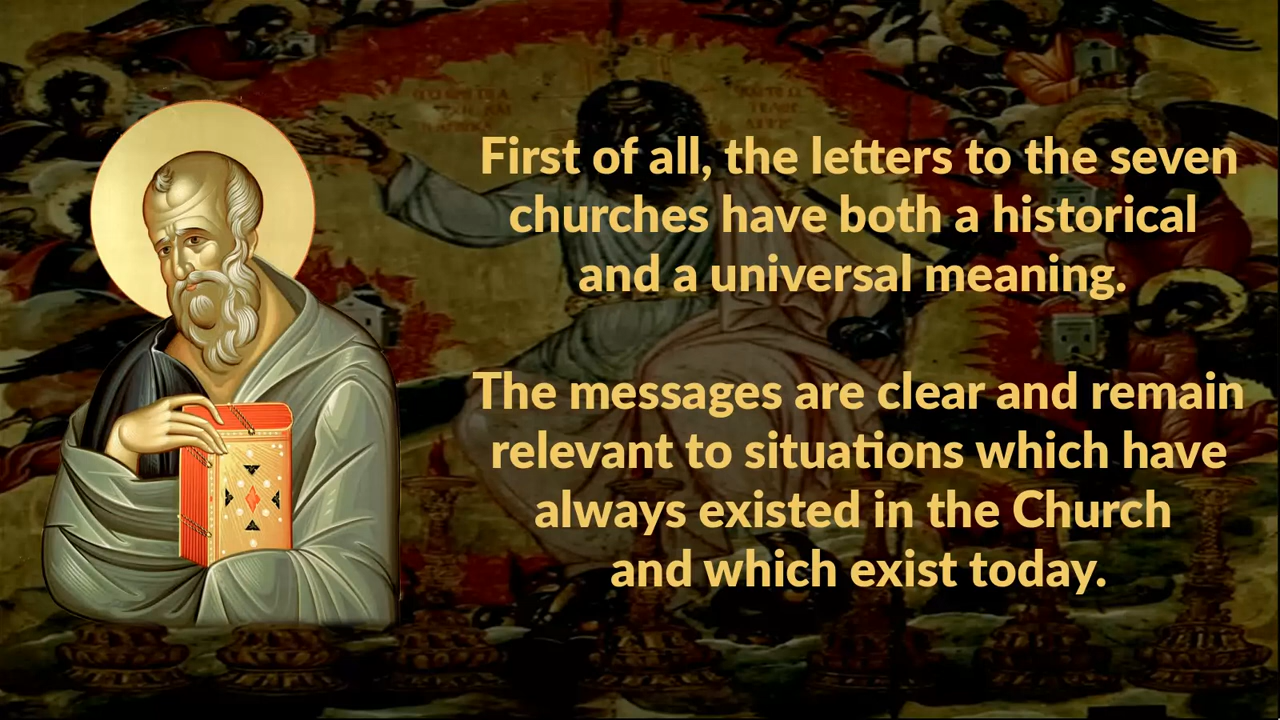 First of all, the letters to the seven
churches have both a historical
and a universal meaning.
The messages are clear and remain
relevant to situations which have
always existed in the Church
and which exist today.